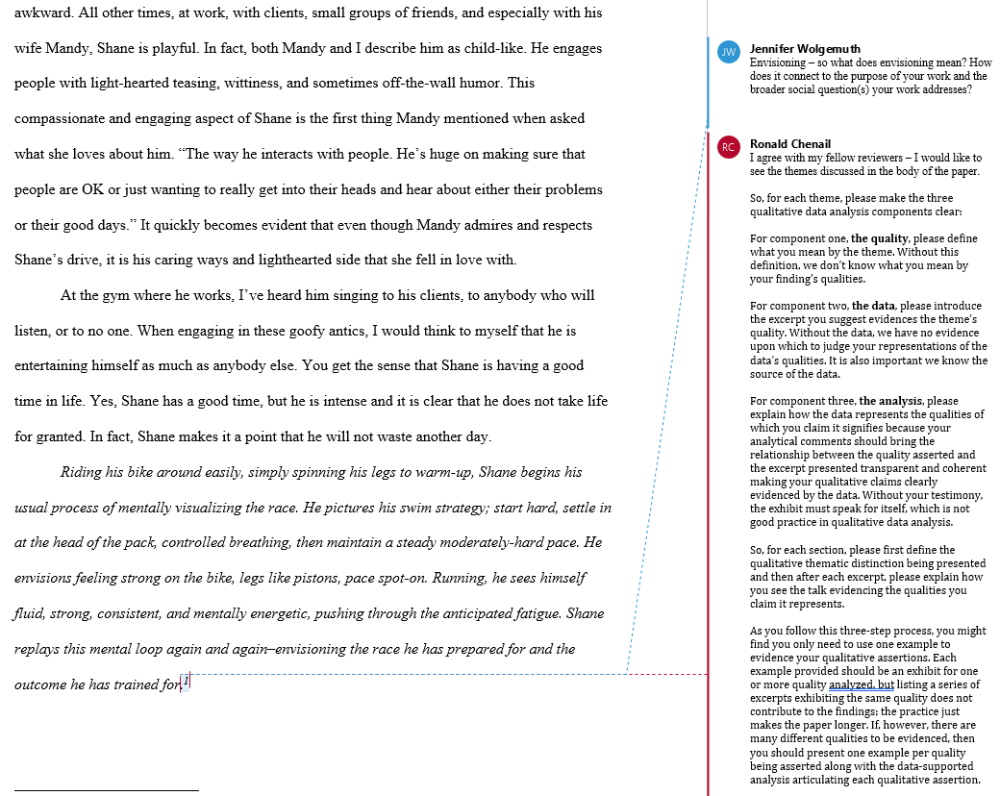 awkward. All other times, at work, with clients, small groups of friends, and especially with his
wife Mandy, Shane is playful. In fact, both Mandy and I describe him as child-like. He engages
people with light-hearted teasing, wittiness, and sometimes off-the-wall humor. This
compassionate and engaging aspect of Shane is the first thing Mandy mentioned when asked
what she loves about him. “The way he interacts with people. He’s huge on making sure that
people are OK or just wanting to really get into their heads and hear about either their problems
or their good days.” It quickly becomes evident that even though Mandy admires and respects
Shane’s drive, it is his caring ways and lighthearted side that she fell in love with.
At the gym where he works, I’ve heard him singing to his clients, to anybody who will
listen, or to no one. When engaging in these goofy antics, I would think to myself that he is
entertaining himself as much as anybody else. You get the sense that Shane is having a good
time in life. Yes, Shane has a good time, but he is intense and it is clear that he does not take life
for granted. In fact, Shane makes it a point that he will not waste another day.
Riding his bike around easily, simply spinning his legs to warm-up, Shane begins his
usual process of mentally visualizing the race. He pictures his swim strategy; start hard, settle in
at the head of the pack, controlled breathing, then maintain a steady moderately-hard pace. He
envisions feeling strong on the bike, legs like pistons, pace spot-on. Running, he sees himself
fluid, strong, consistent, and mentally energetic, pushing through the anticipated fatigue. Shane
replays this mental loop again and again–envisioning the race he has prepared for and the
outcome he has trained for.1
JW
Jennifer Wolgemuth
Envisioning – so what does envisioning mean? How
does it connect to the purpose of your work and the
broader social question(s) your work addresses?
RC
Ronald Chenail
I agree with my fellow reviewers – I would like to
see the themes discussed in the body of the paper.
So, for each theme, please make the three
qualitative data analysis components clear:
For component one, the quality, please define
what you mean by the theme. Without this
definition, we don’t know what you mean by
your finding’s qualities.
For component two, the data, please introduce
the excerpt you suggest evidences the theme’s
quality. Without the data, we have no evidence
upon which to judge your representations of the
data’s qualities. It is also important we know the
source of the data.
For component three, the analysis, please
explain how the data represents the qualities of
which you claim it signifies because your
analytical comments should bring the
relationship between the quality asserted and
the excerpt presented transparent and coherent
making your qualitative claims clearly
evidenced by the data. Without your testimony,
the exhibit must speak for itself, which is not
good practice in qualitative data analysis.
So, for each section, please first define the
qualitative thematic distinction being presented
and then after each excerpt, please explain how
you see the talk evidencing the qualities you
claim it represents.
As you follow this three-step process, you might
find you only need to use one example to
evidence your qualitative assertions. Each
example provided should be an exhibit for one
or more quality analyzed, but listing a series of
excerpts exhibiting the same quality does not
contribute to the findings; the practice just
makes the paper longer. If, however, there are
many different qualities to be evidenced, then
you should present one example per quality
being asserted along with the data-supported
analysis articulating each qualitative assertion.